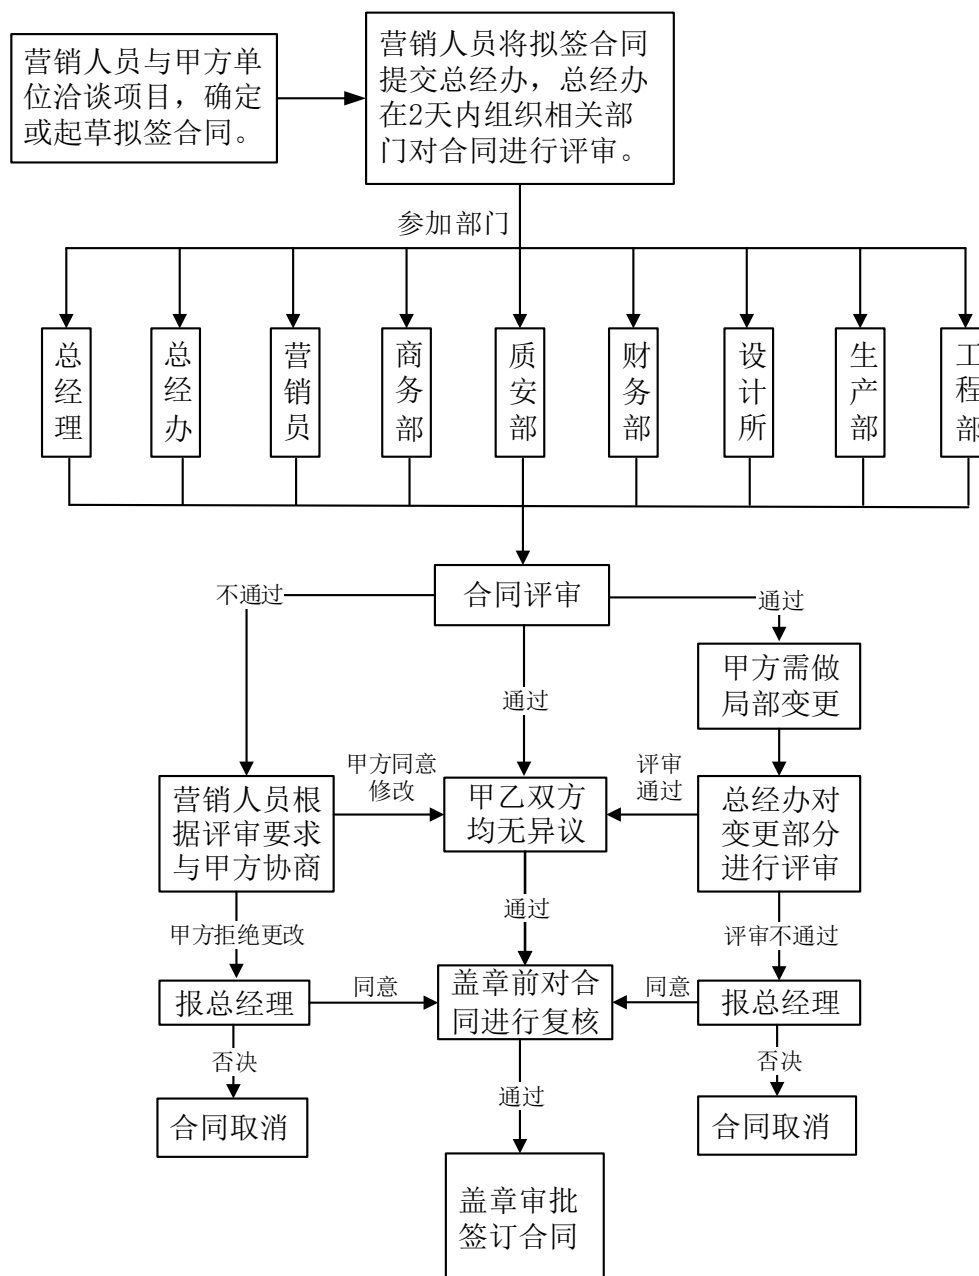 营销人员与甲方单
位洽谈项目，确定
或起草拟签合同。
营销人员将拟签合同
提交总经办，总经办
在2天内组织相关部
门对合同进行评审。
参加部门
总经理
总经办
营销员
商务部
质安部
财务部
设计所
生产部
工程部
不通过
合同评审
通过
甲方需做
局部变更
通过
甲方同意
修改
评审
通过
营销人员根
据评审要求
与甲方协商
甲乙双方
均无异议
总经办对
变更部分
进行评审
通过
甲方拒绝更改
评审不通过
报总经理
同意
盖章前对合
同进行复核
同意
报总经理
否决
通过
否决
合同取消
合同取消
盖章审批
签订合同